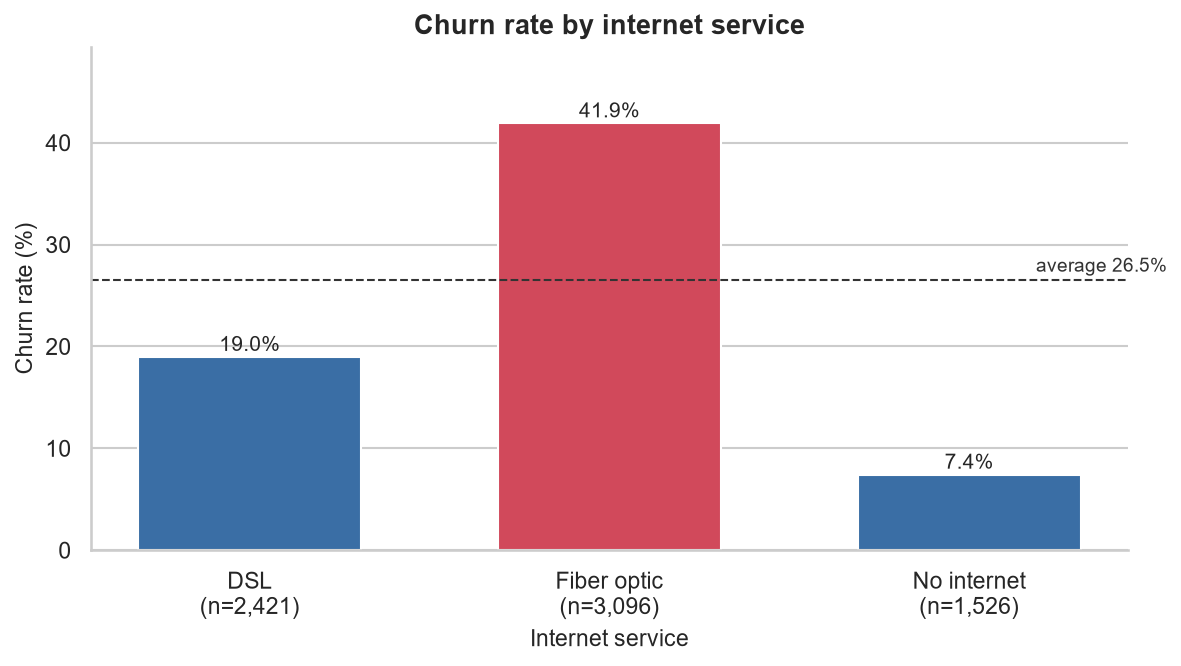 Churn rate by internet service
Churn rate (%)
40
30
20
10
0
41.9%
average 26.5%
19.0%
7.4%
DSL
(n=2,421)
Fiber optic
(n=3,096)
No internet
(n=1,526)
Internet service